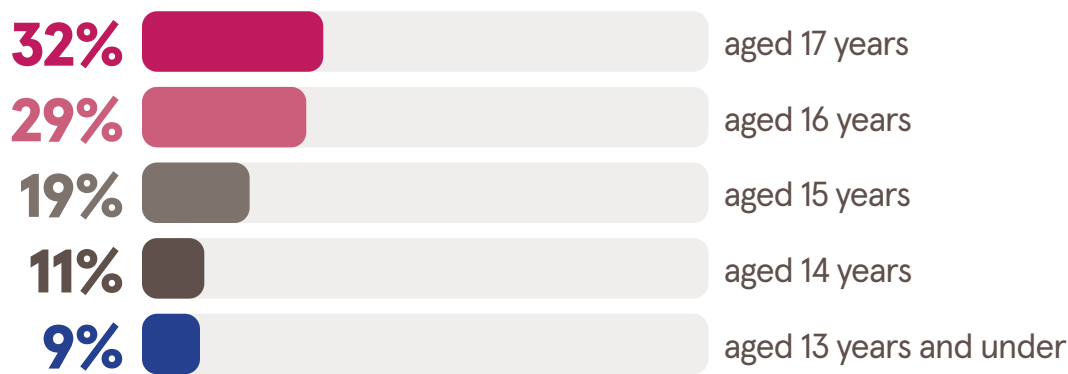 32% aged 17 years
29% aged 16 years
19% aged 15 years
11% aged 14 years
9% aged 13 years and under